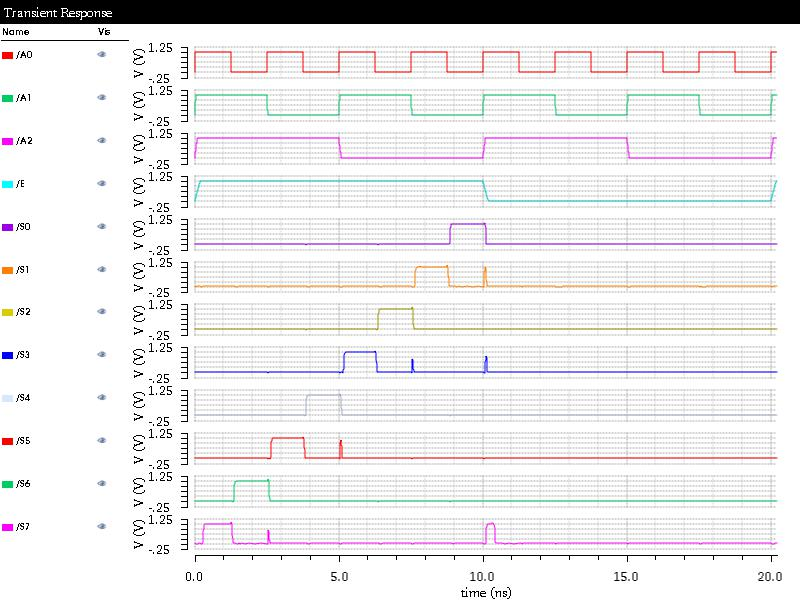 Transient Response
Name Vis
/A0 V (V) 1.25 -.25
/A1 V (V) 1.25 -.25
/A2 V (V) 1.25 -.25
/E V (V) 1.25 -.25
/S0 V (V) 1.25 -.25
/S1 V (V) 1.25 -.25
/S2 V (V) 1.25 -.25
/S3 V (V) 1.25 -.25
/S4 V (V) 1.25 -.25
/S5 V (V) 1.25 -.25
/S6 V (V) 1.25 -.25
/S7 V (V) 1.25 -.25
0.0 5.0 10.0 15.0 20.0
time (ns)